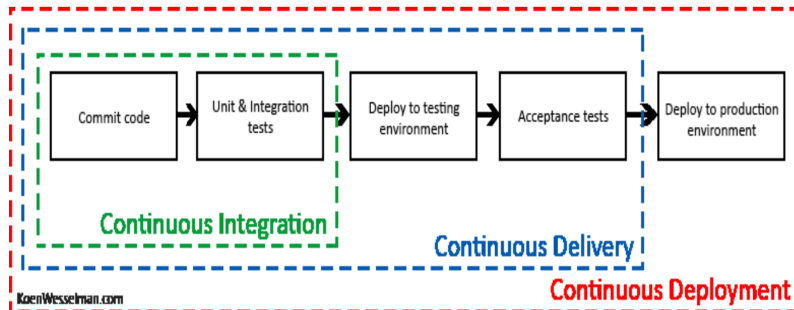 Commit code
Unit & Integration
tests
Deploy to testing
environment
Acceptance tests
Deploy to production
environment
Continuous Integration
Continuous Delivery
Continuous Deployment
KoenWesselman.com